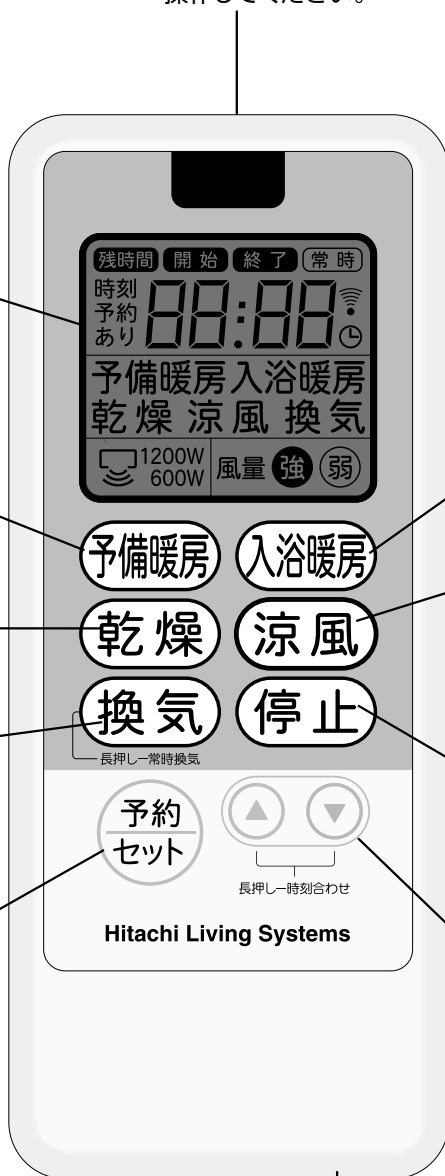 操作してください。
残時間 開始 終了 常時
時刻
予約
あり
88:88
予備暖房 入浴暖房
乾燥 涼風 換気
1200W
600W
風量 強 弱
予備暖房 入浴暖房
乾燥 涼風
換気 停止
長押し―常時換気
予約
セット
長押し―時刻合わせ
Hitachi Living Systems